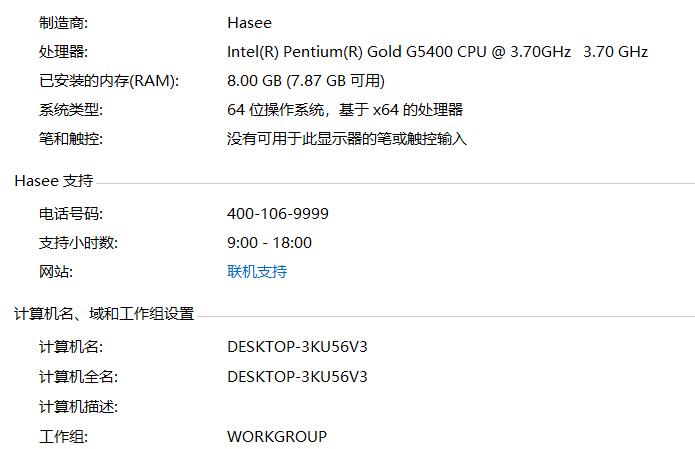 制造商: Hasee
处理器: Intel(R) Pentium(R) Gold G5400 CPU @ 3.70GHz 3.70 GHz
已安装的内存(RAM): 8.00 GB (7.87 GB 可用)
系统类型: 64 位操作系统，基于 x64 的处理器
笔和触控: 没有可用于此显示器的笔或触控输入
Hasee 支持
电话号码: 400-106-9999
支持小时数: 9:00 - 18:00
网站: 联机支持
计算机名、域和工作组设置
计算机名: DESKTOP-3KU56V3
计算机全名: DESKTOP-3KU56V3
计算机描述:
工作组: WORKGROUP